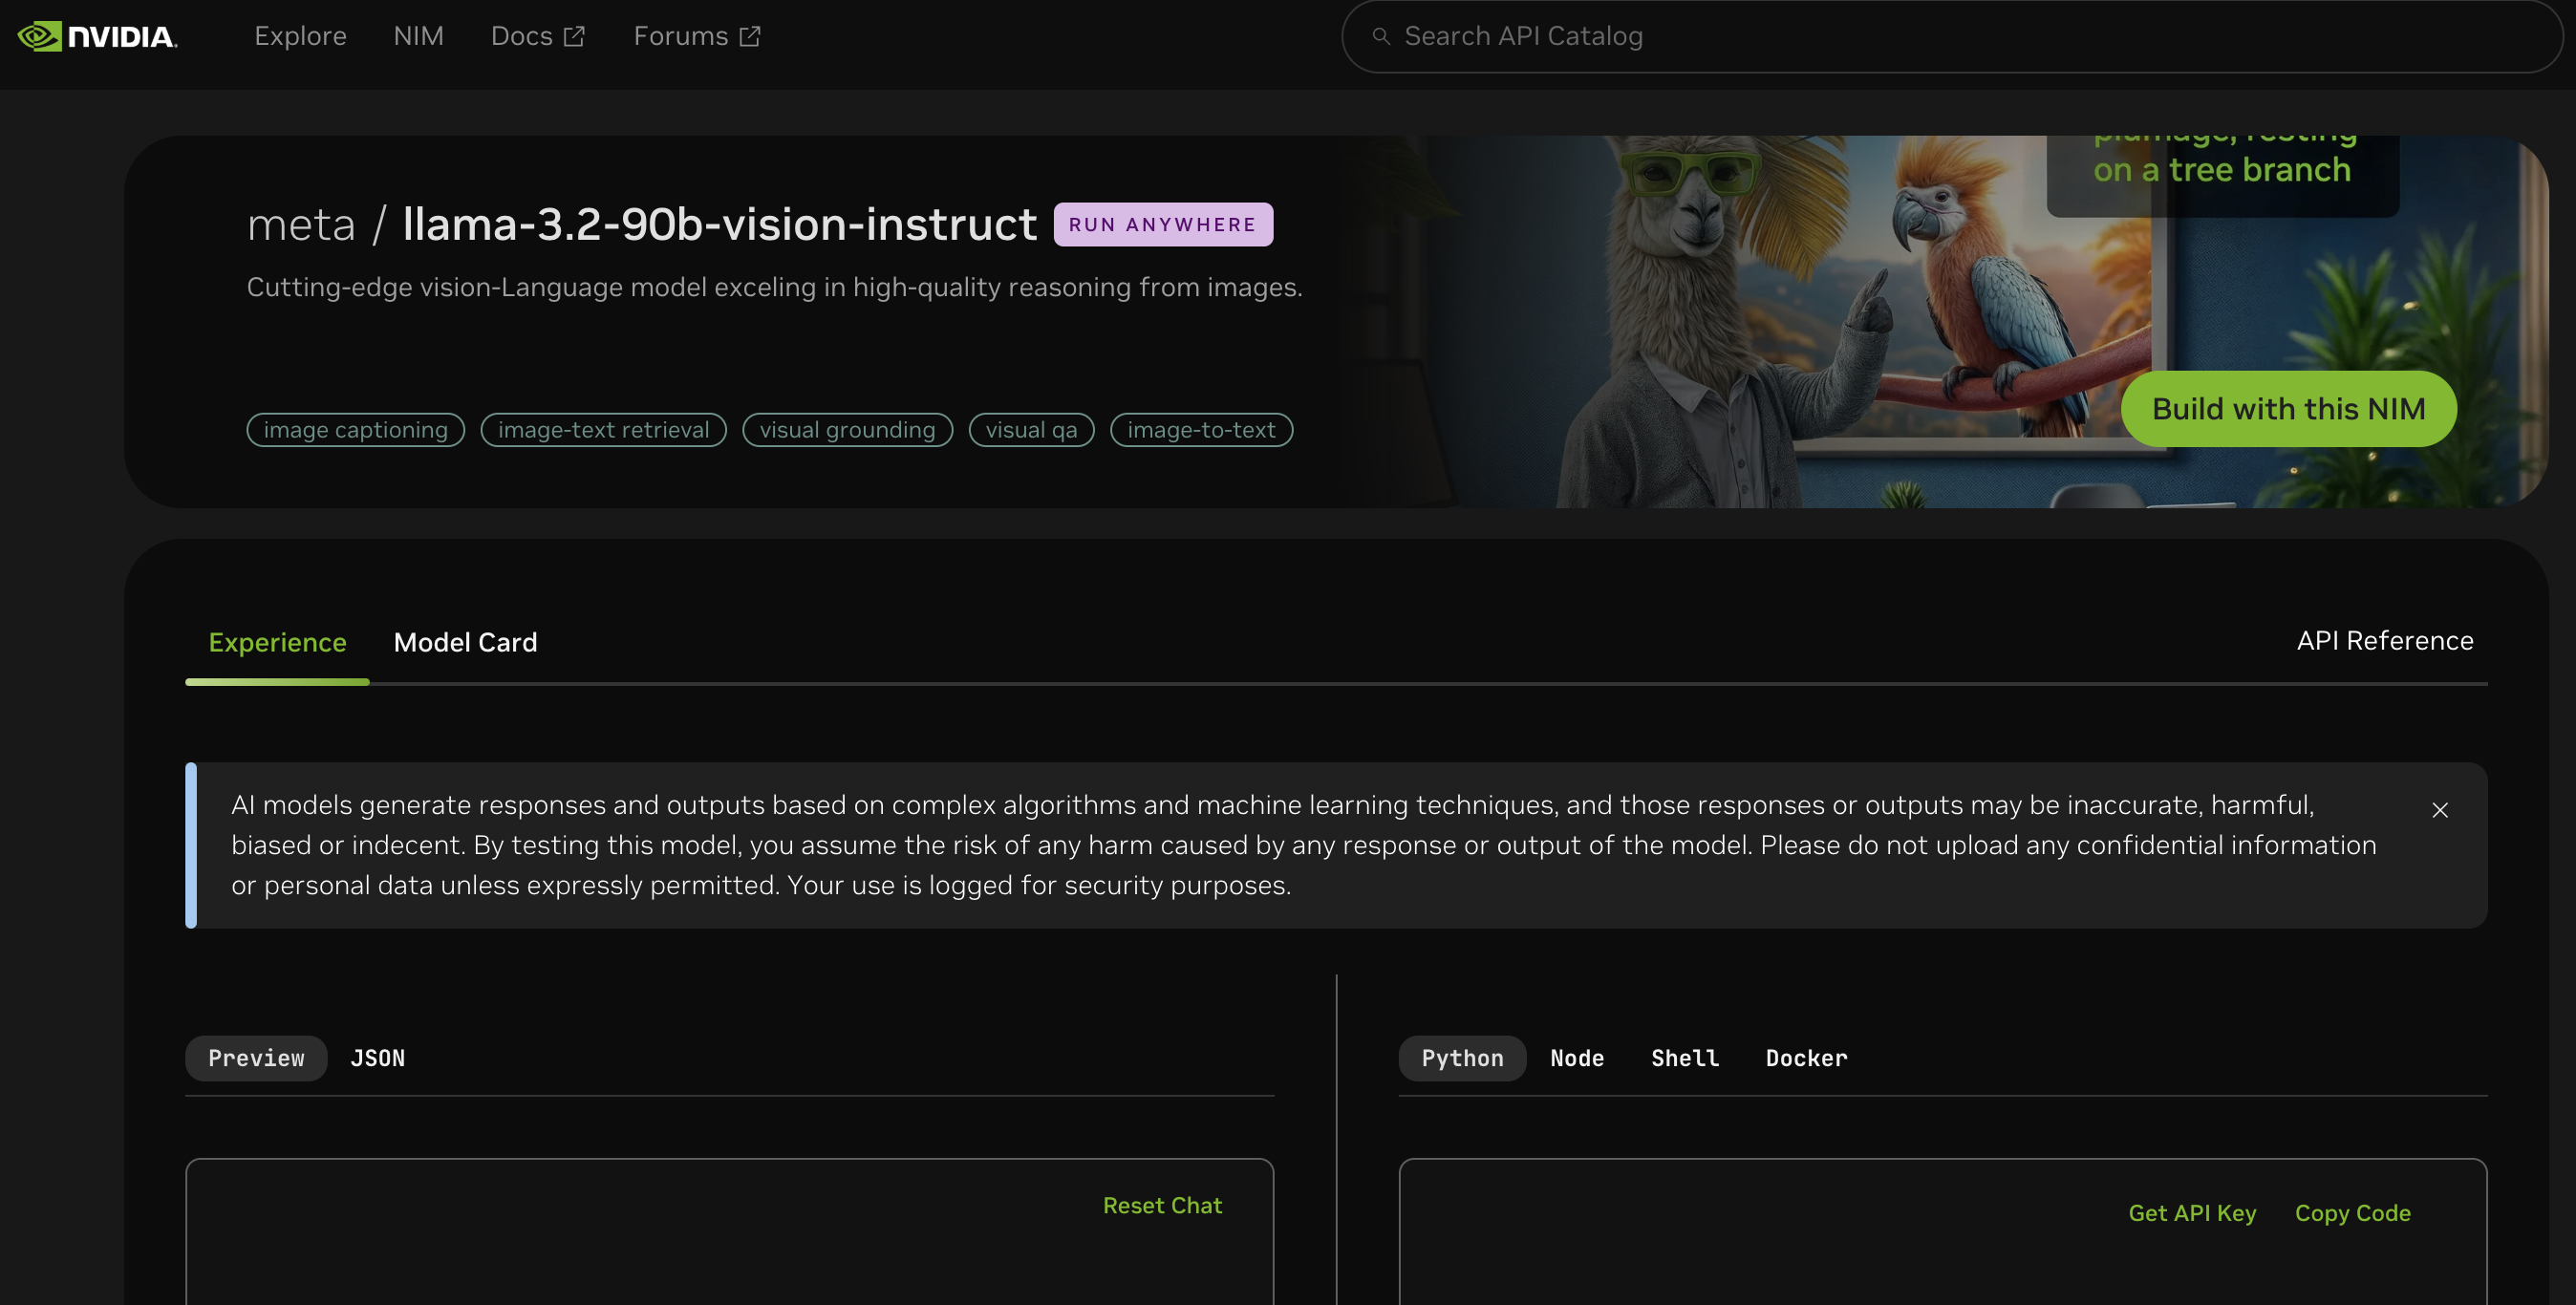 NVIDIA.
Explore
NIM
Docs
Forums
Search API Catalog
plumage, resting
on a tree branch
meta / llama-3.2-90b-vision-instruct
RUN ANYWHERE
Cutting-edge vision-Language model exceling in high-quality reasoning from images.
image captioning
image-text retrieval
visual grounding
visual qa
image-to-text
Build with this NIM
Experience
Model Card
API Reference
AI models generate responses and outputs based on complex algorithms and machine learning techniques, and those responses or outputs may be inaccurate, harmful,
biased or indecent. By testing this model, you assume the risk of any harm caused by any response or output of the model. Please do not upload any confidential information
or personal data unless expressly permitted. Your use is logged for security purposes.
Preview
JSON
Python
Node
Shell
Docker
Reset Chat
Get API Key
Copy Code